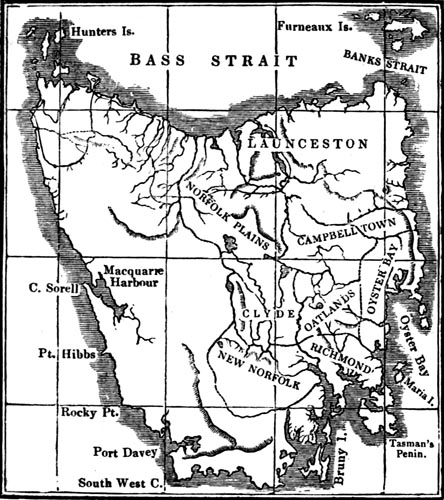 Hunters Is.
Furneaux Is.
BASS STRAIT
BANKS STRAIT
LAUNCESTON
NORFOLK PLAINS
CAMPBELL TOWN
OYSTER BAY
Macquarie Harbour
C. Sorell
CLYDE
OATLANDS
Oyster Bay
Pt. Hibbs
NEW NORFOLK
RICHMOND
Maria I.
Rocky Pt.
Port Davey
Bruny I.
Tasman's
Penin.
South West C.